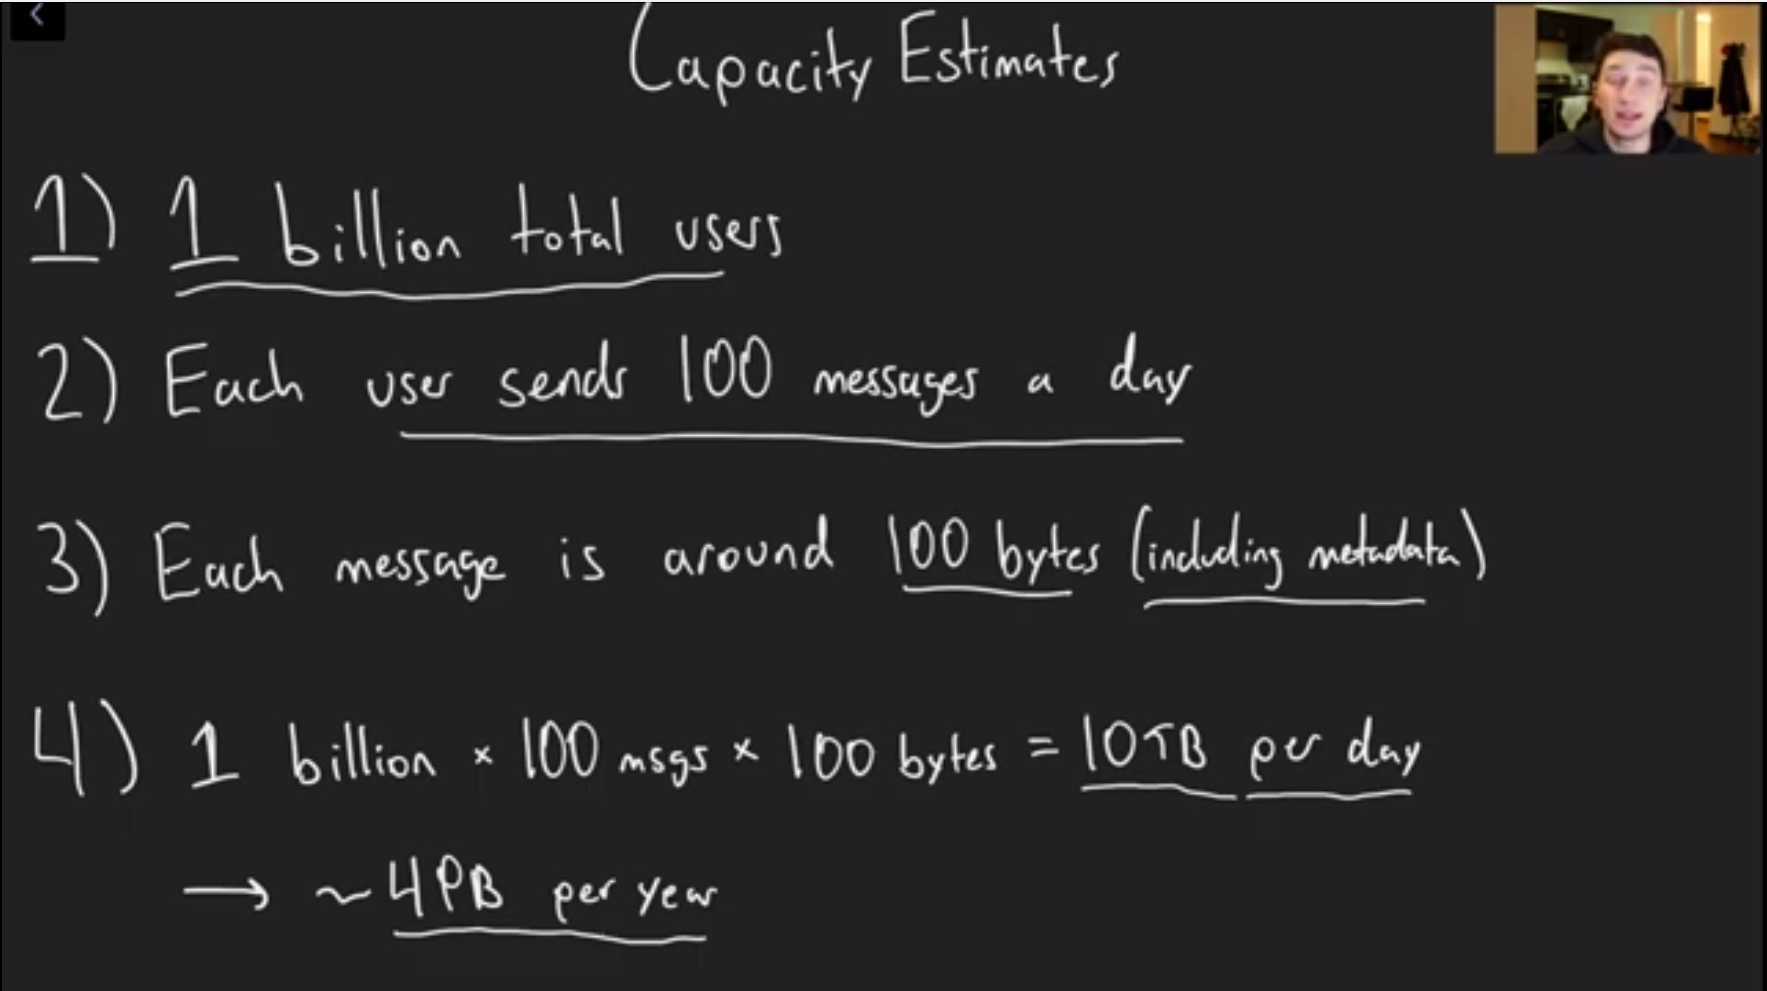 Capacity Estimates
1) 1 billion total users
2) Each user sends 100 messages a day
3) Each message is around 100 bytes (including metadata)
4) 1 billion × 100 msgs × 100 bytes = 10TB per day
→ ~4PB per year